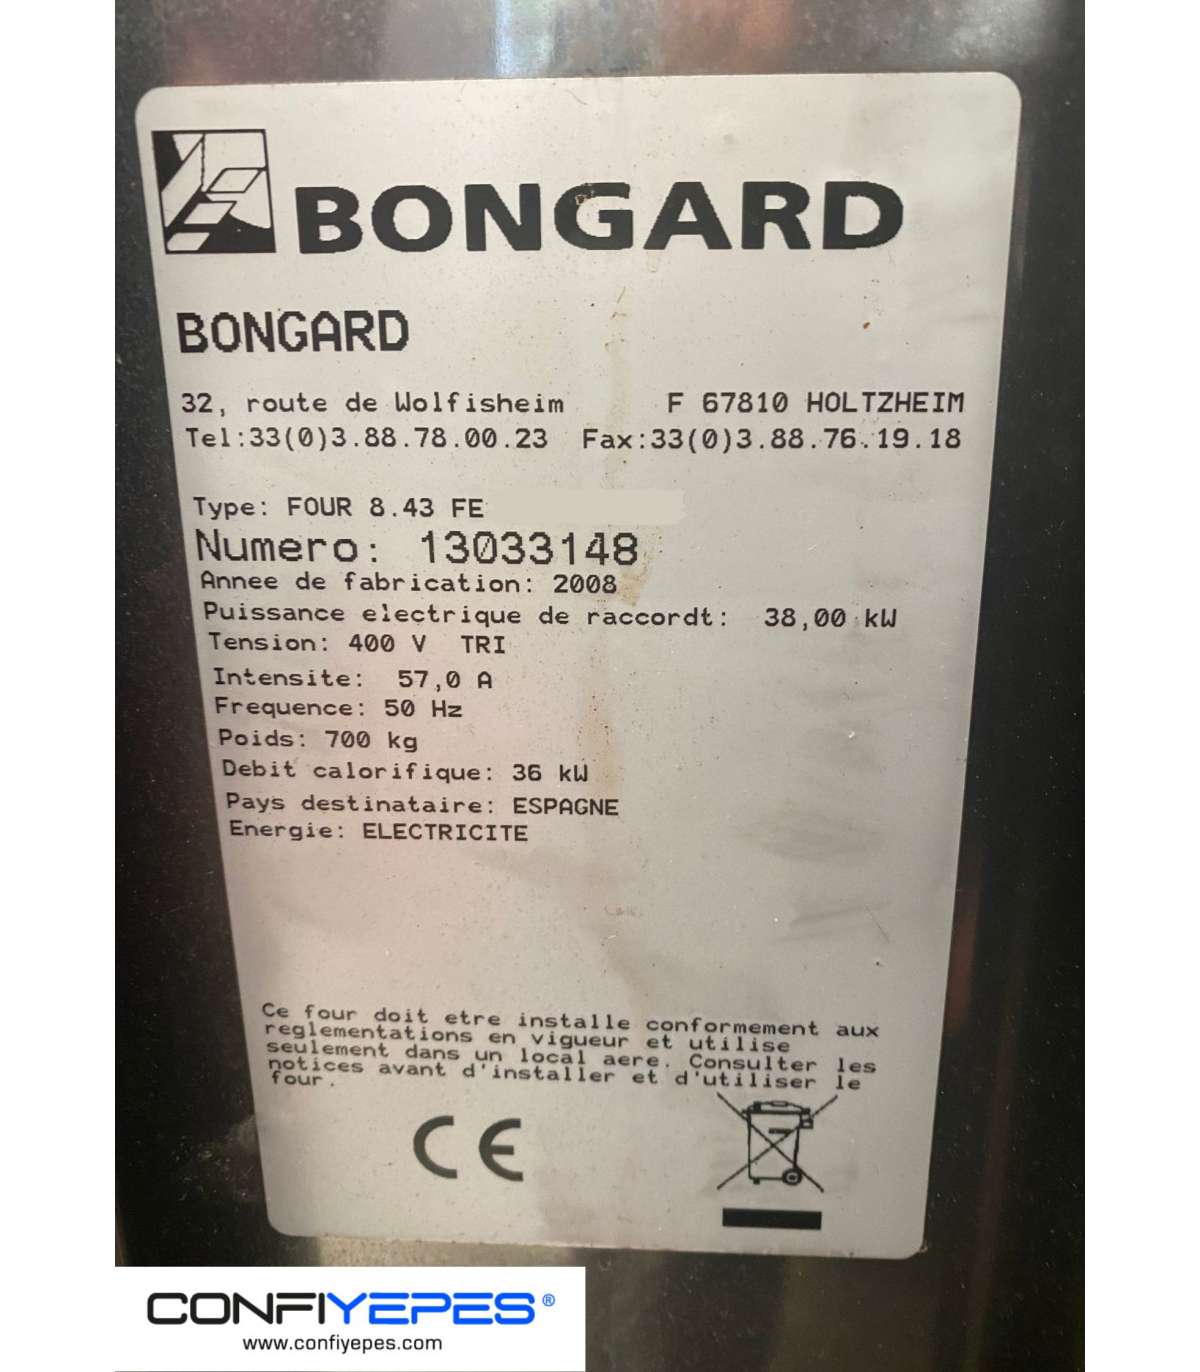 BONGARD
BONGARD
32, route de Wolfisheim F 67810 HOLTZHEIM
Tel:33(0)3.88.78.00.23 Fax:33(0)3.88.76.19.18
Type: FOUR 8.43 FE
Numero: 13033148
Annee de fabrication: 2008
Puissance electrique de raccordt: 38,00 kW
Tension: 400 V TRI
Intensite: 57,0 A
Frequence: 50 Hz
Poids: 700 kg
Debit calorifique: 36 kW
Pays destinataire: ESPAGNE
Energie: ELECTRICITE
Ce four doit etre installe conformement aux
reglementations en vigueur et utilise
seulement dans un local aere. Consulter les
notices avant d'installer et d'utiliser le
four.
CE
CONFIYEPES®
www.confiyepes.com